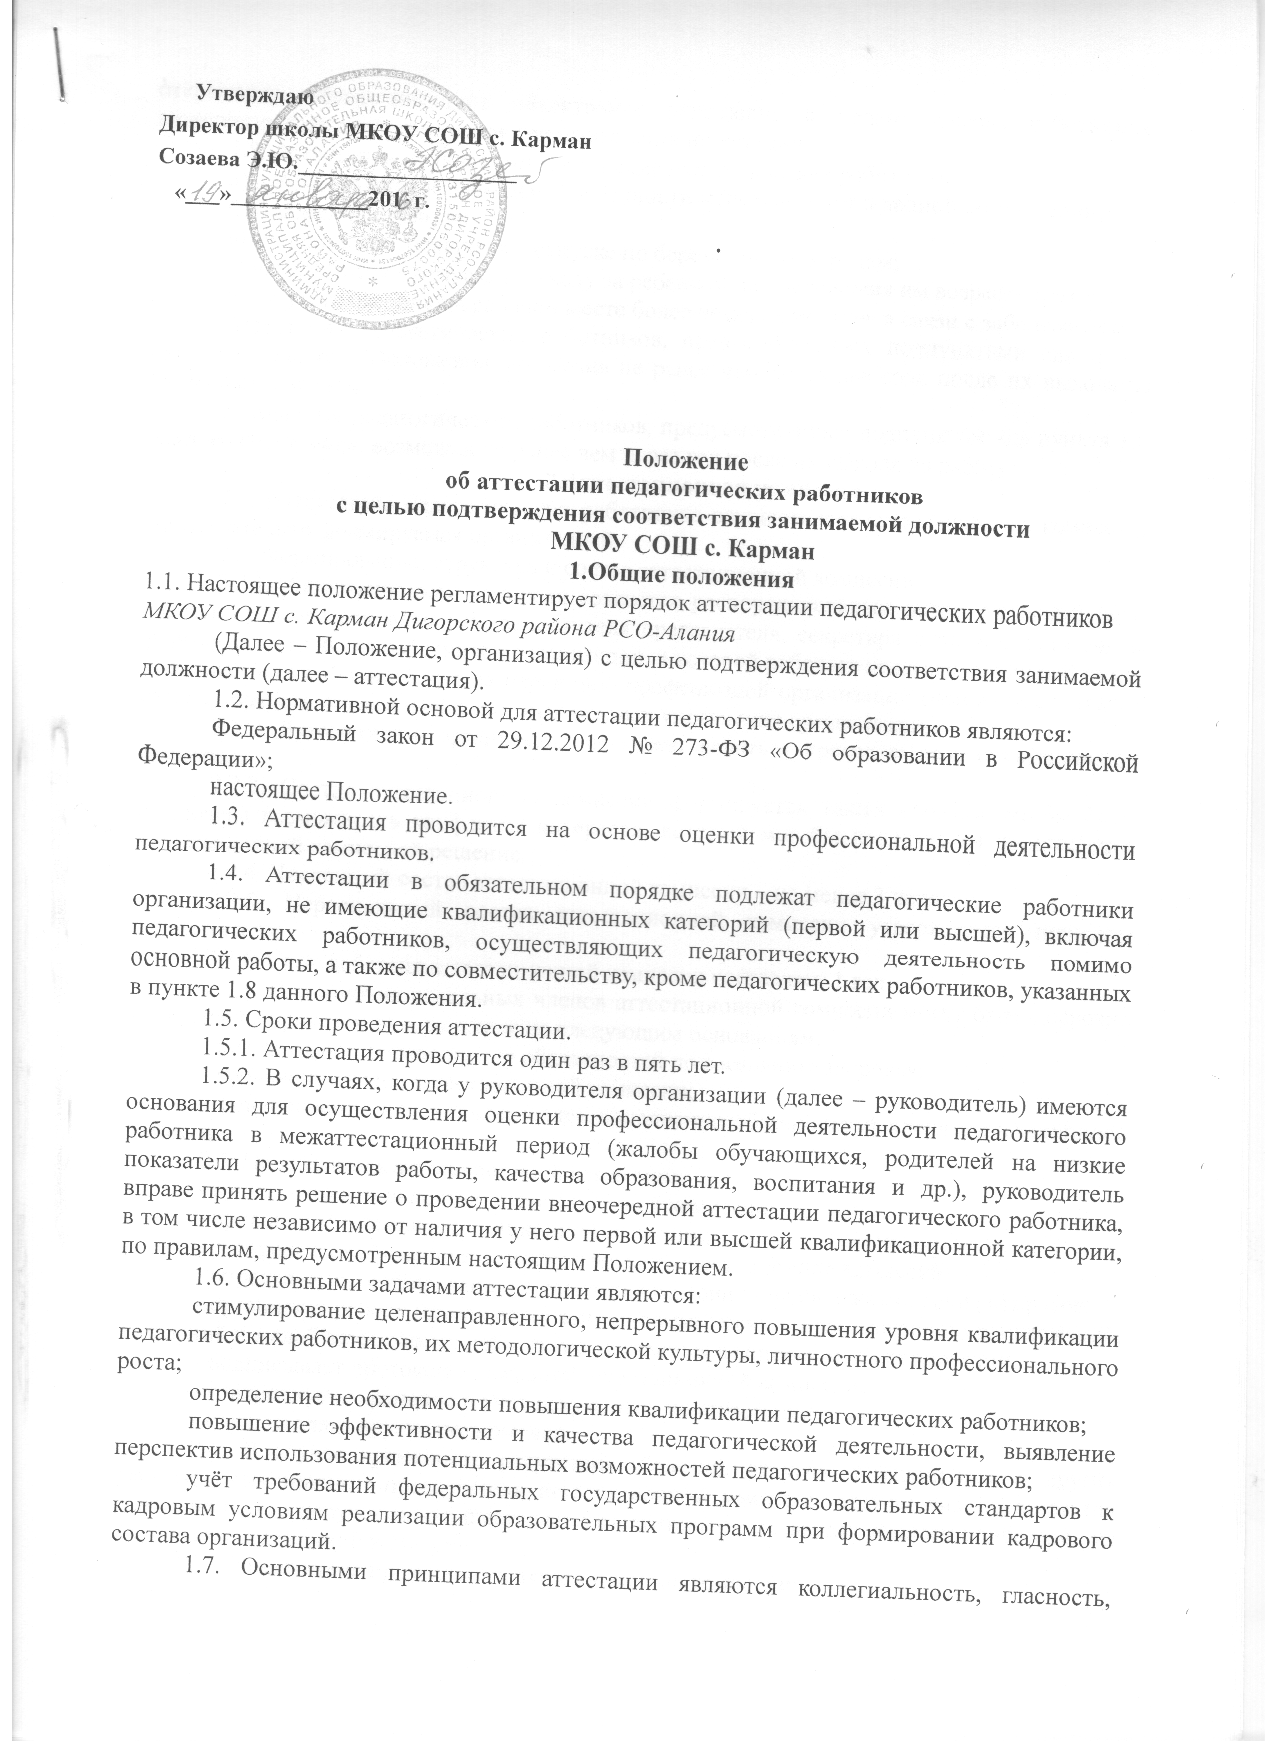 Утверждаю
Директор школы МКОУ СОШ с. Карман
Созаева Э.Ю.
«19» января 2016 г.
Положение
об аттестации педагогических работников
с целью подтверждения соответствия занимаемой должности
МКОУ СОШ с. Карман
1.Общие положения
1.1. Настоящее положение регламентирует порядок аттестации педагогических работников
МКОУ СОШ с. Карман Дигорского района РСО-Алания
(Далее – Положение, организация) с целью подтверждения соответствия занимаемой
должности (далее – аттестация).
1.2. Нормативной основой для аттестации педагогических работников являются:
Федеральный закон от 29.12.2012 № 273-ФЗ «Об образовании в Российской
Федерации»;
настоящее Положение.
1.3. Аттестация проводится на основе оценки профессиональной деятельности
педагогических работников.
1.4. Аттестации в обязательном порядке подлежат педагогические работники
организации, не имеющие квалификационных категорий (первой или высшей), включая
педагогических работников, осуществляющих педагогическую деятельность помимо
основной работы, а также по совместительству, кроме педагогических работников, указанных
в пункте 1.8 данного Положения.
1.5. Сроки проведения аттестации.
1.5.1. Аттестация проводится один раз в пять лет.
1.5.2. В случаях, когда у руководителя организации (далее – руководитель) имеются
основания для осуществления оценки профессиональной деятельности педагогического
работника в межаттестационный период (жалобы обучающихся, родителей на низкие
показатели результатов работы, качества образования, воспитания и др.), руководитель
вправе принять решение о проведении внеочередной аттестации педагогического работника,
в том числе независимо от наличия у него первой или высшей квалификационной категории,
по правилам, предусмотренным настоящим Положением.
1.6. Основными задачами аттестации являются:
стимулирование целенаправленного, непрерывного повышения уровня квалификации
педагогических работников, их методологической культуры, личностного профессионального
роста;
определение необходимости повышения квалификации педагогических работников;
повышение эффективности и качества педагогической деятельности, выявление
перспектив использования потенциальных возможностей педагогических работников;
учёт требований федеральных государственных образовательных стандартов к
кадровым условиям реализации образовательных программ при формировании кадрового
состава организаций.
1.7. Основными принципами аттестации являются коллегиальность, гласность,